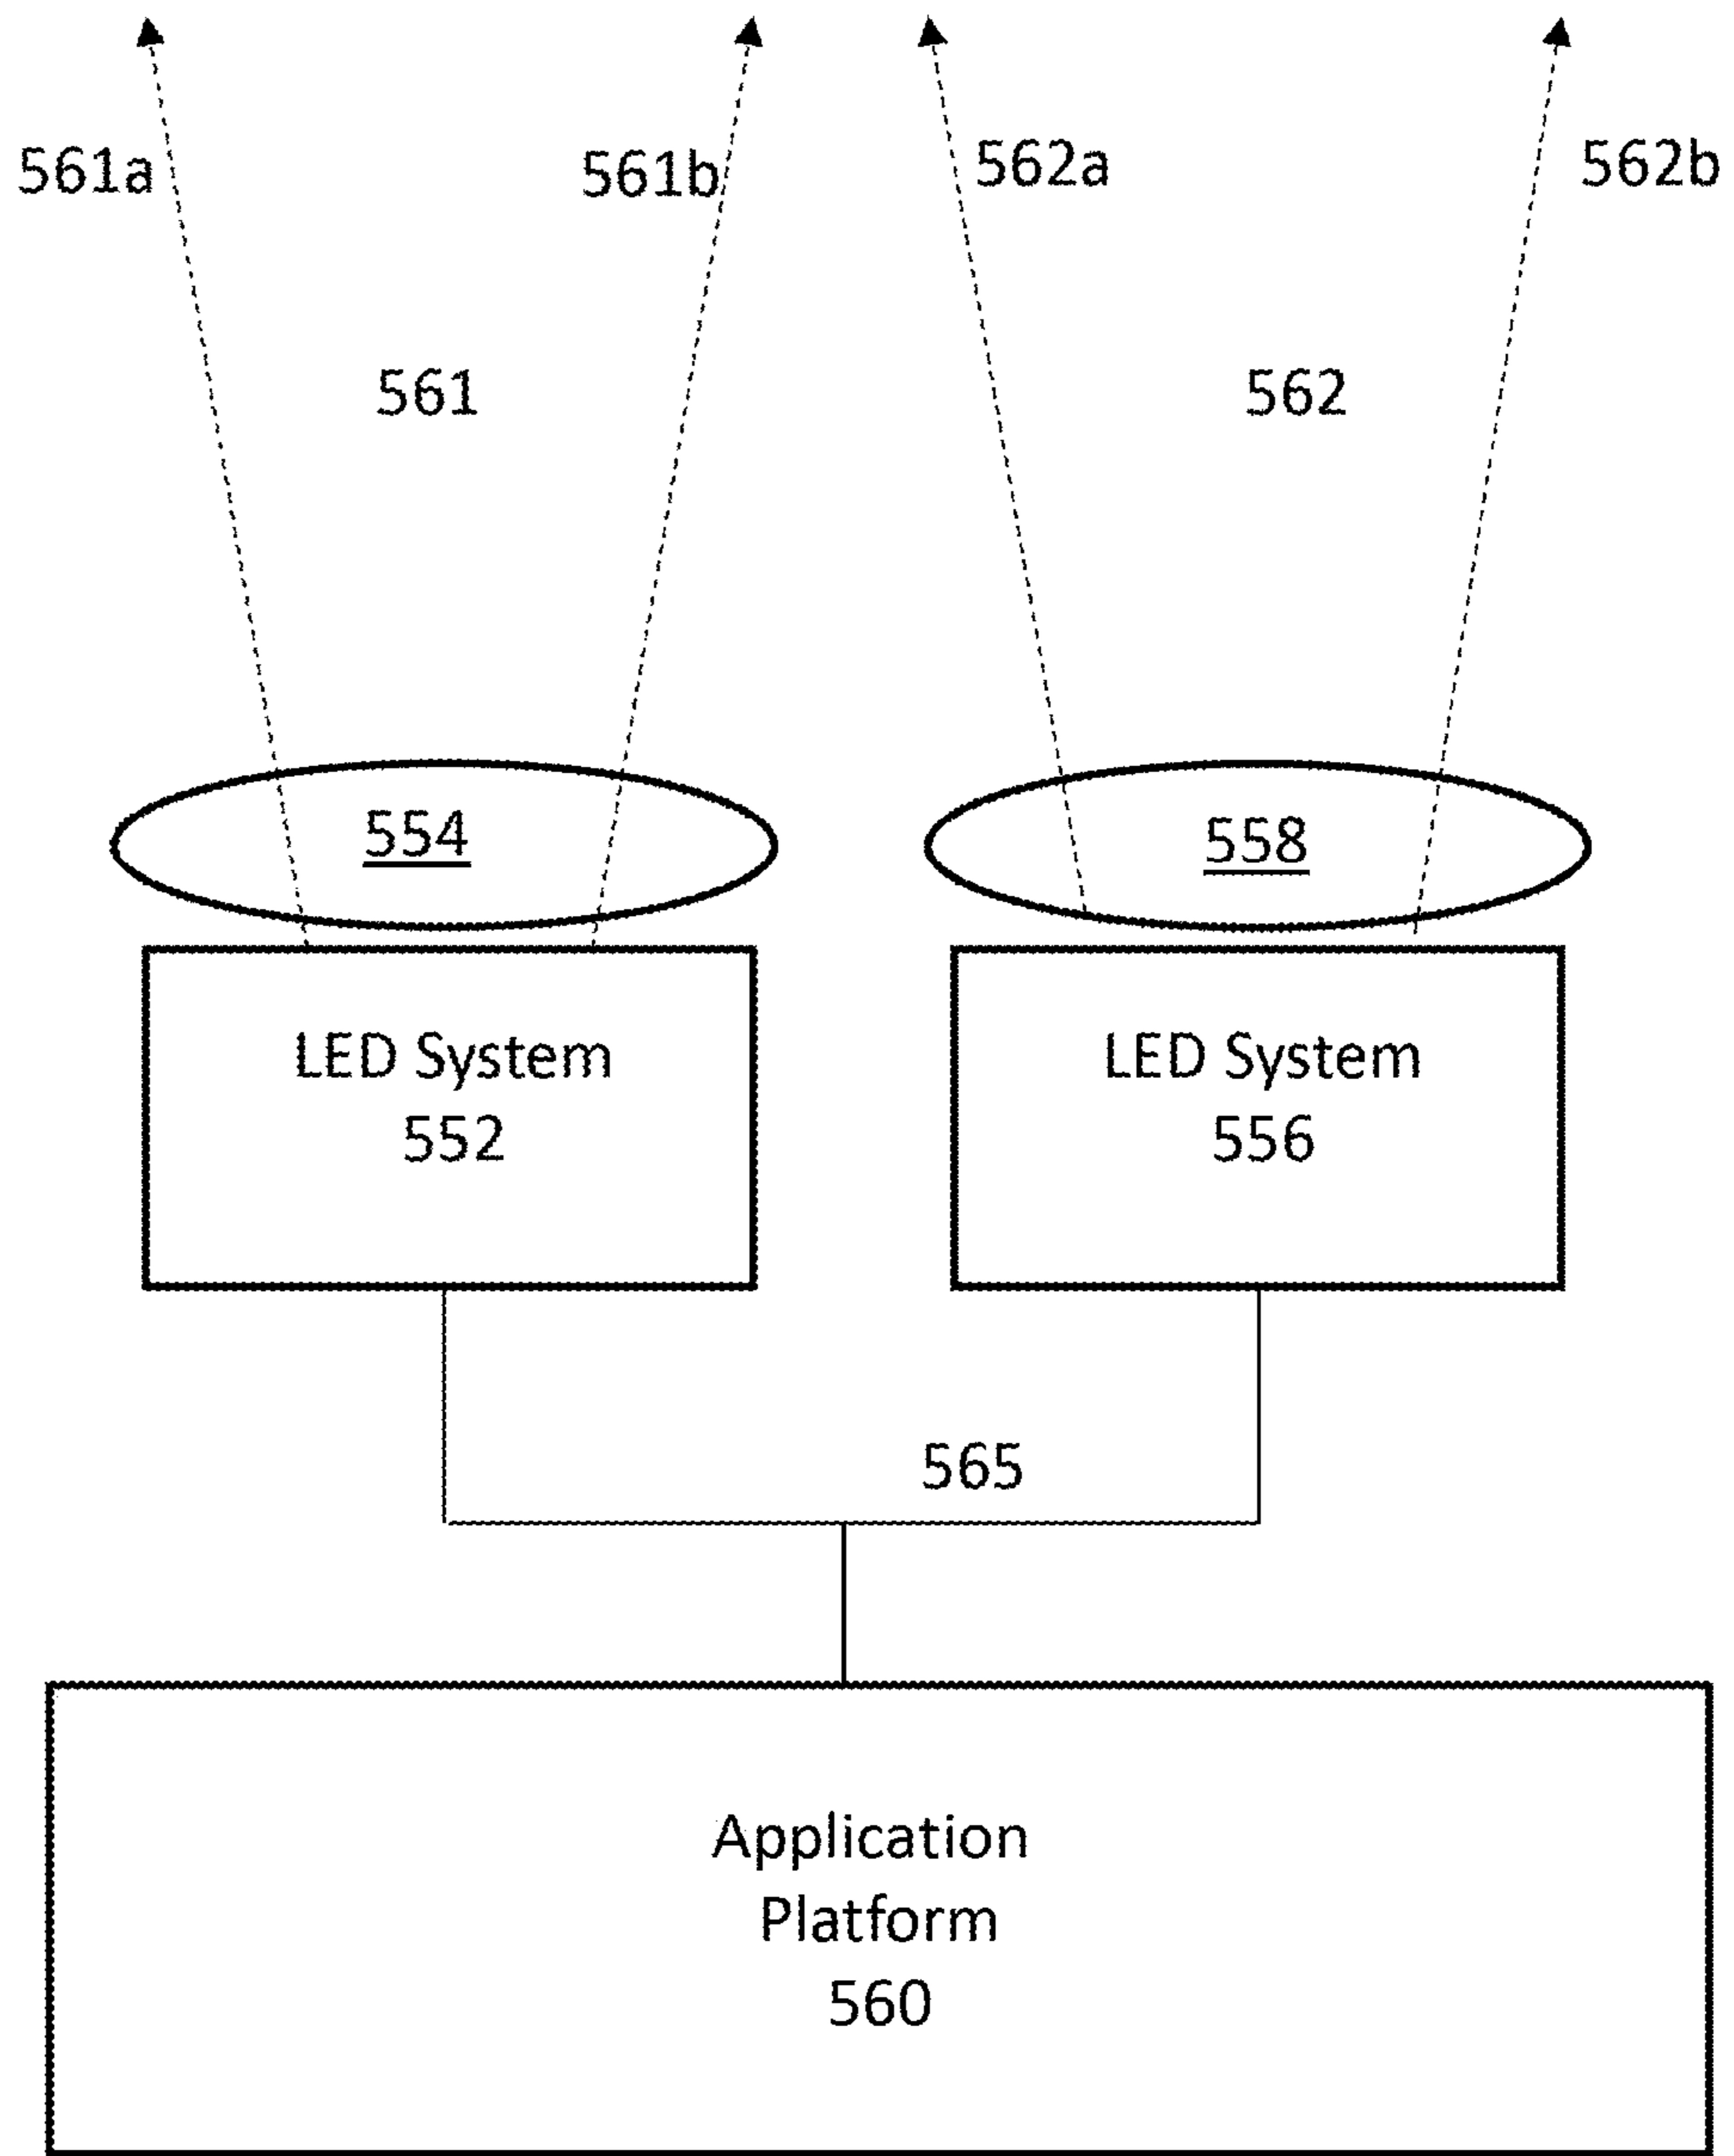 561a
561b
562a
562b
561
562
554
558
LED System
552
LED System
556
565
Application
Platform
560